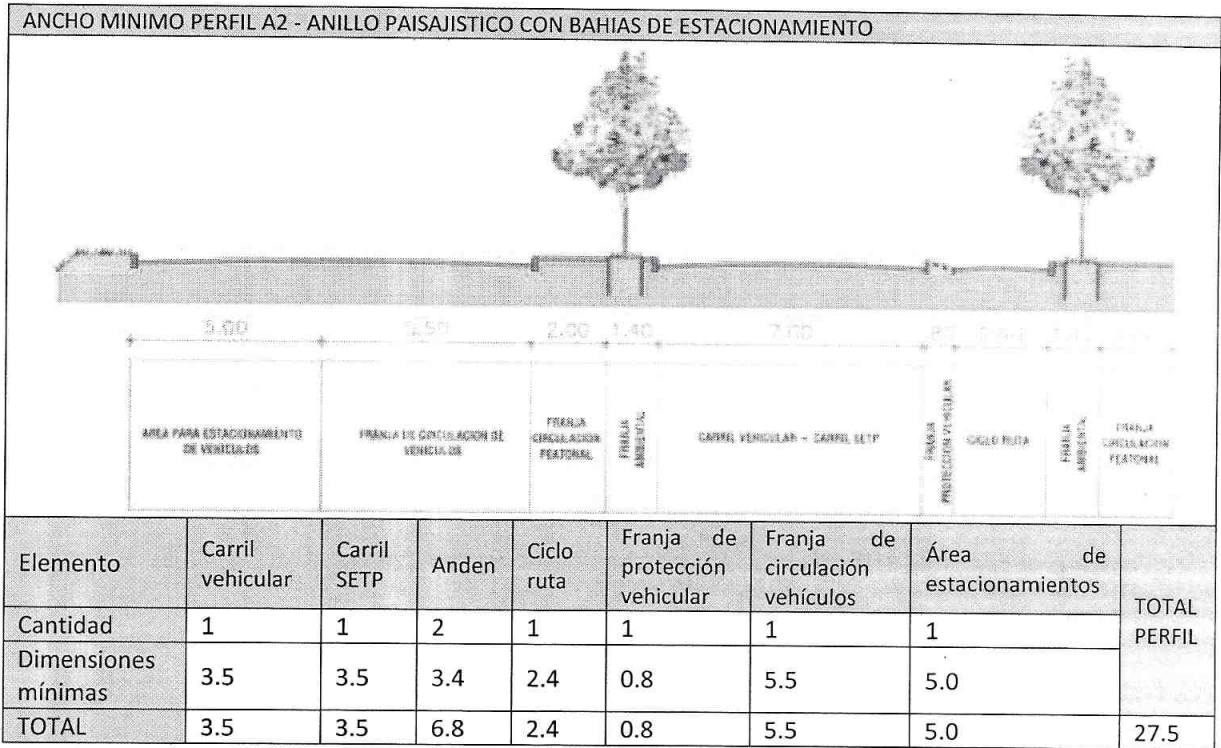 ANCHO MINIMO PERFIL A2 - ANILLO PAISAJISTICO CON BAHIAS DE ESTACIONAMIENTO
5.00 5.50 2.00 1.40 7.00
AREA PARA ESTACIONAMIENTO
DE VEHICULOS
FRANJA DE CIRCULACION DE
VEHICULOS
FRANJA
CIRCULACION
PEATONAL
FRANJA
AMBIENTAL
CARRIL VEHICULAR - CARRIL SETP
FRANJA
PROTECCION VEHICULAR
CICLO RUTA
FRANJA
AMBIENTAL
FRANJA
CIRCULACION
PEATONAL
Elemento Carril vehicular Carril SETP Anden Ciclo ruta Franja de protección vehicular Franja de circulación vehículos Área de estacionamientos TOTAL PERFIL
Cantidad 1 1 2 1 1 1 1
Dimensiones mínimas 3.5 3.5 3.4 2.4 0.8 5.5 5.0
TOTAL 3.5 3.5 6.8 2.4 0.8 5.5 5.0 27.5